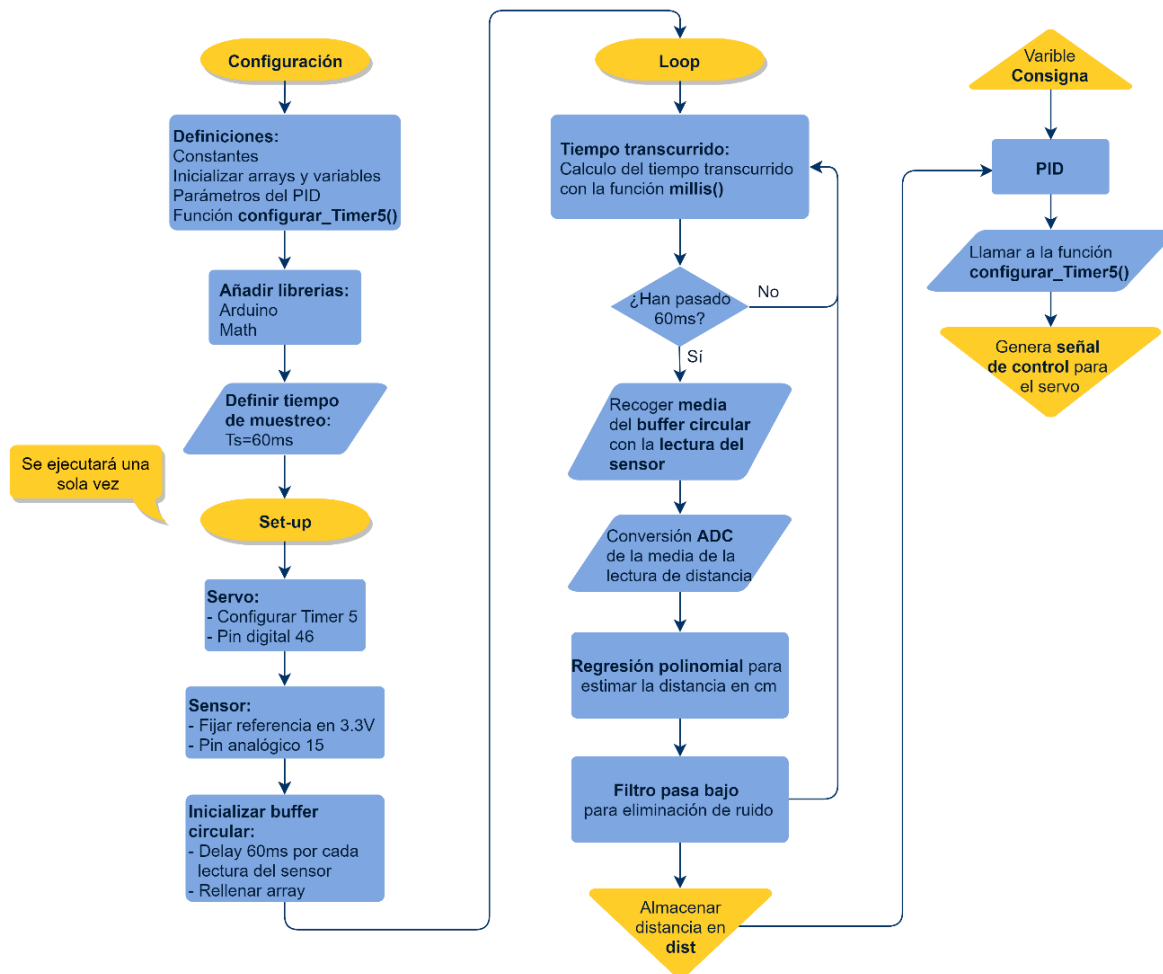 Configuración
Definiciones:
Constantes
Inicializar arrays y variables
Parámetros del PID
Función configurar_Timer5()
Añadir librerias:
Arduino
Math
Definir tiempo
de muestreo:
Ts=60ms
Se ejecutará una
sola vez
Set-up
Servo:
- Configurar Timer 5
- Pin digital 46
Sensor:
- Fijar referencia en 3.3V
- Pin analógico 15
Inicializar buffer
circular:
- Delay 60ms por cada
lectura del sensor
- Rellenar array
Loop
Tiempo transcurrido:
Calculo del tiempo transcurrido
con la función millis()
¿Han pasado
60ms?
No
Sí
Recoger media
del buffer circular
con la lectura del
sensor
Conversión ADC
de la media de la
lectura de distancia
Regresión polinomial para
estimar la distancia en cm
Filtro pasa bajo
para eliminación de ruido
Almacenar
distancia en
dist
Varible
Consigna
PID
Llamar a la función
configurar_Timer5()
Genera señal
de control para
el servo